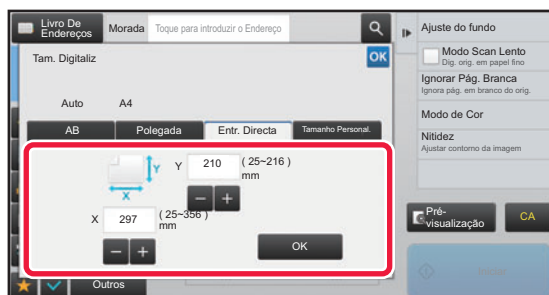 Livro De
Endereços
Morada
Toque para introduzir o Endereço
Tam. Digitaliz
OK
Auto
A4
AB
Polegada
Entr. Directa
Tamanho Personal.
Y
Y
210
( 25~216 )
mm
X
X
297
( 25~356 )
mm
OK
Outros
Ajuste do fundo
Modo Scan Lento
Dig. orig. em papel fino
Ignorar Pág. Branca
Ignora pág. em branco do orig.
Modo de Cor
Nitidez
Ajustar contorno da imagem
Pré-
visualização
CA